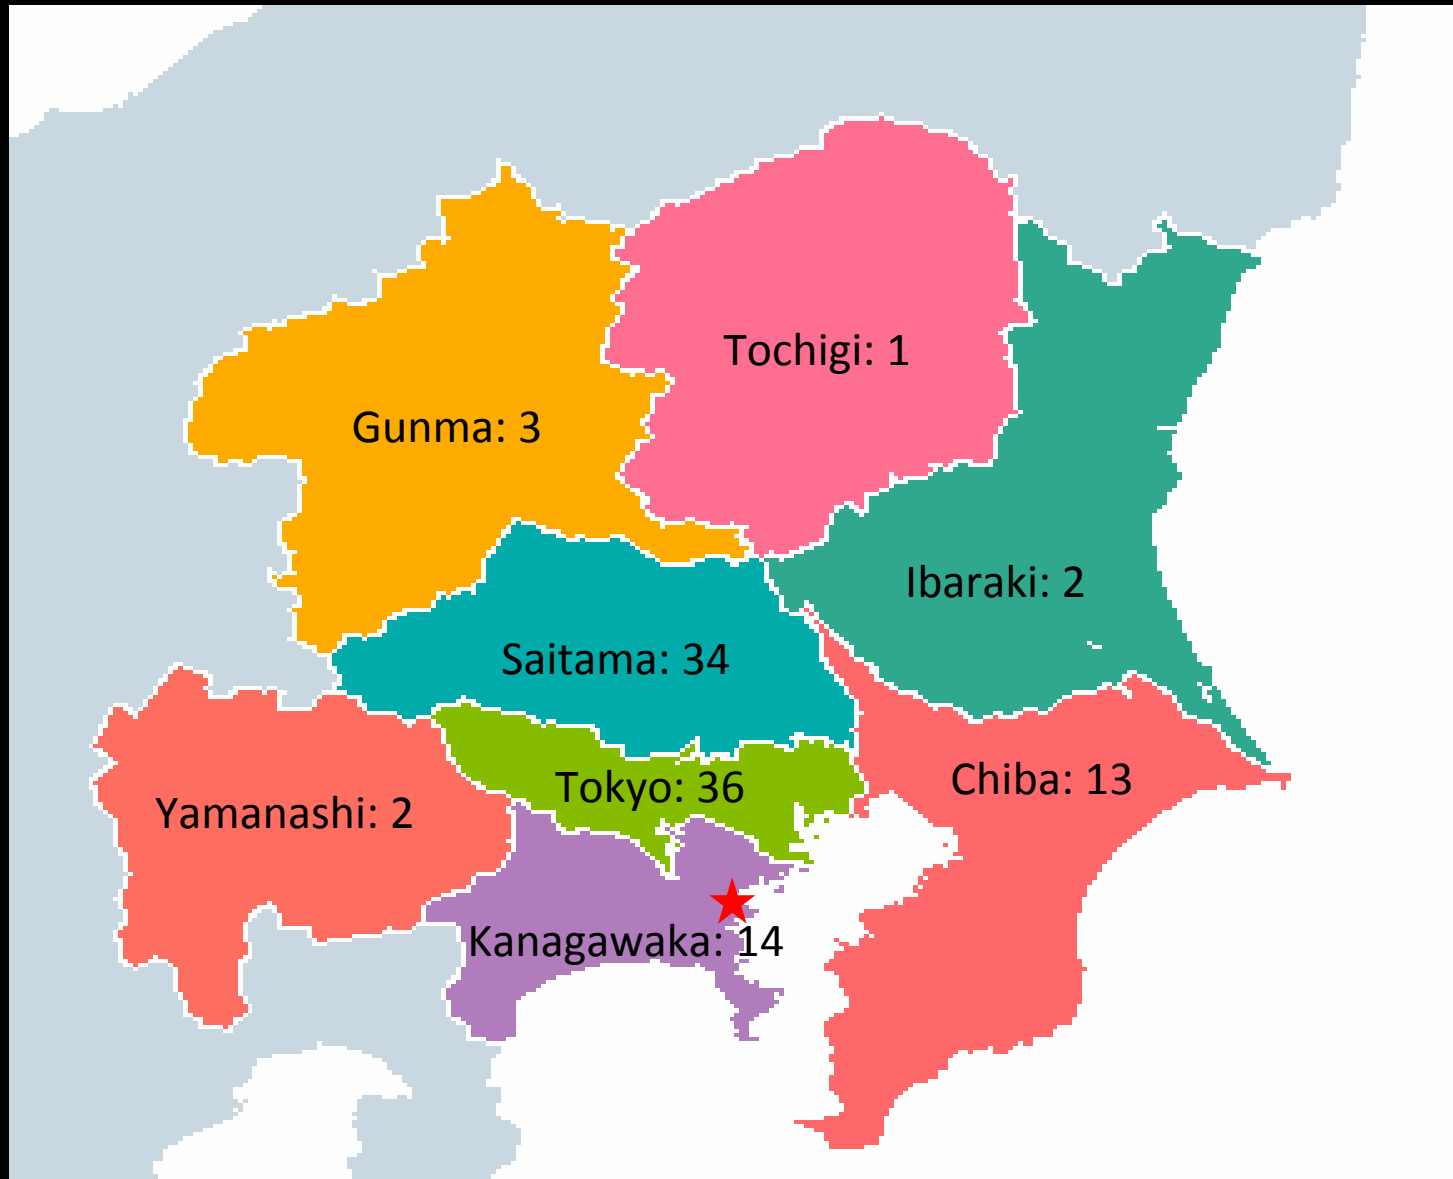 Tochigi: 1
Gunma: 3
Ibaraki: 2
Saitama: 34
Chiba: 13
Tokyo: 36
Yamanashi: 2
Kanagawaka: 14